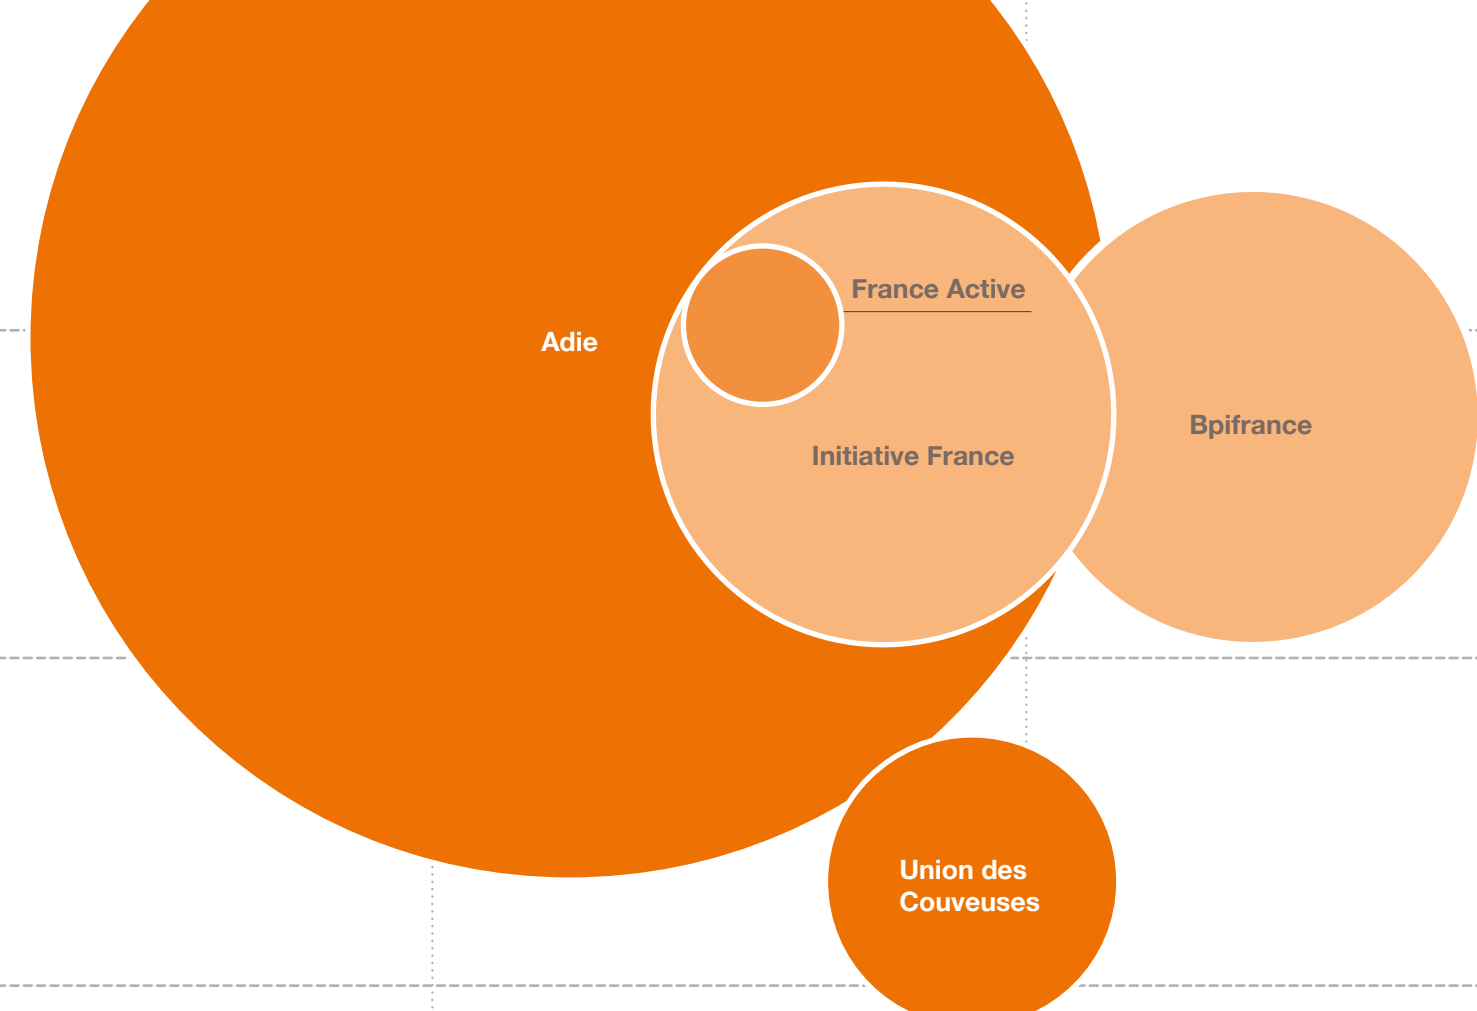 France Active
Adie
Bpifrance
Initiative France
Union des
Couveuses